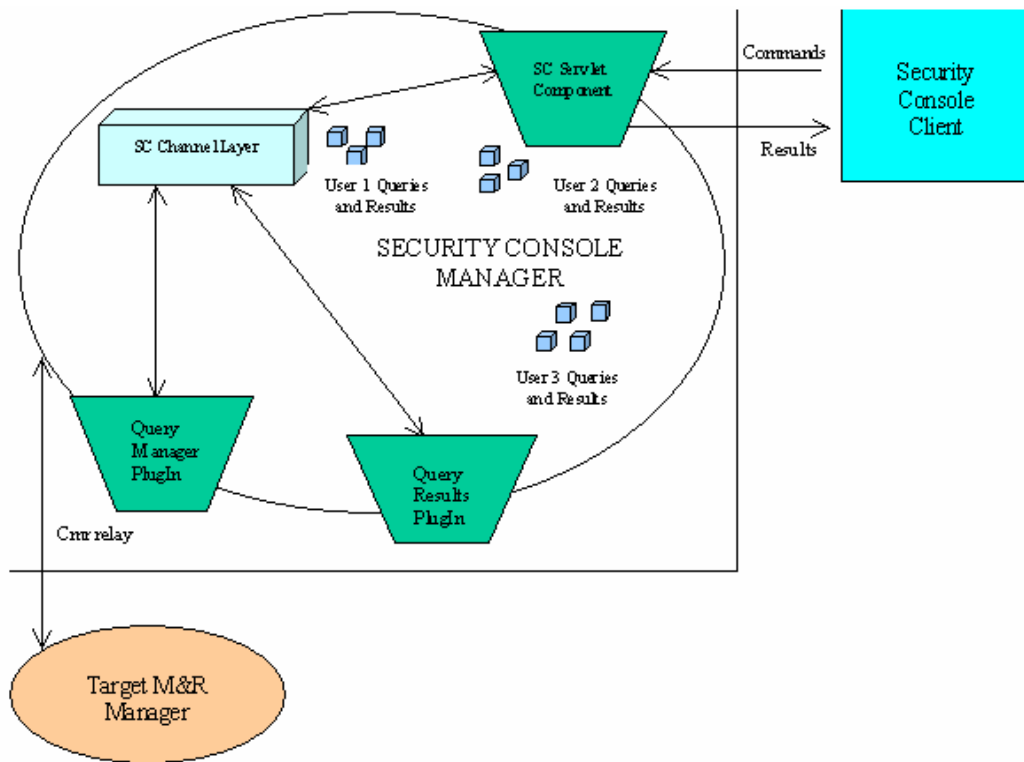 SC Servlet
Component
Commands
Security
Console
Client
Results
SC Channel Layer
User 1 Queries
and Results
User 2 Queries
and Results
SECURITY CONSOLE
MANAGER
User 3 Queries
and Results
Query
Manager
PlugIn
Query
Results
PlugIn
Cmr relay
Target M&R
Manager